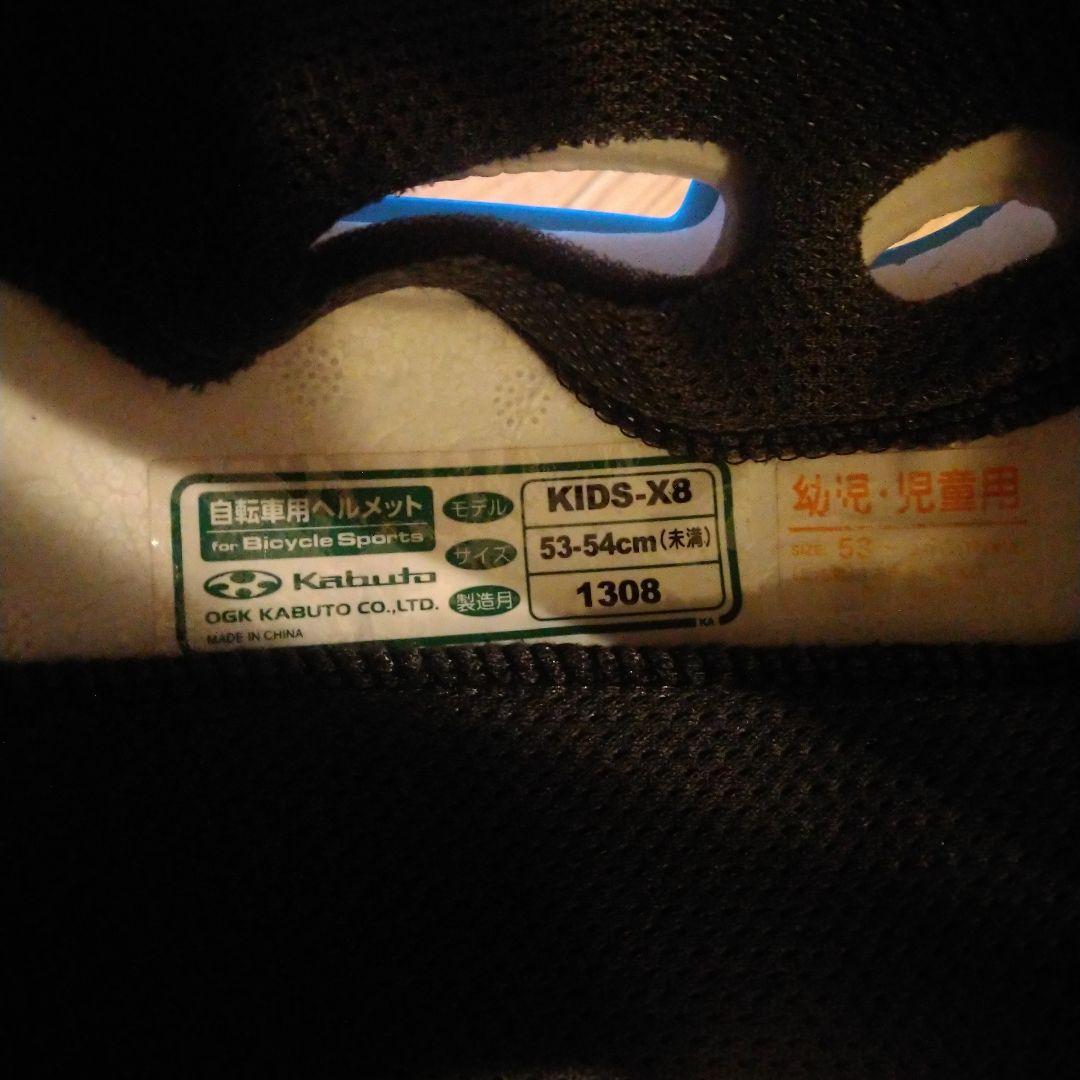 自転車用ヘルメット
for Bicycle Sports
Kabuto
OGK KABUTO CO.,LTD.
MADE IN CHINA
モデル KIDS-X8
サイズ 53-54cm(未満)
製造月 1308
KA
幼児・児童用
SIZE: 53